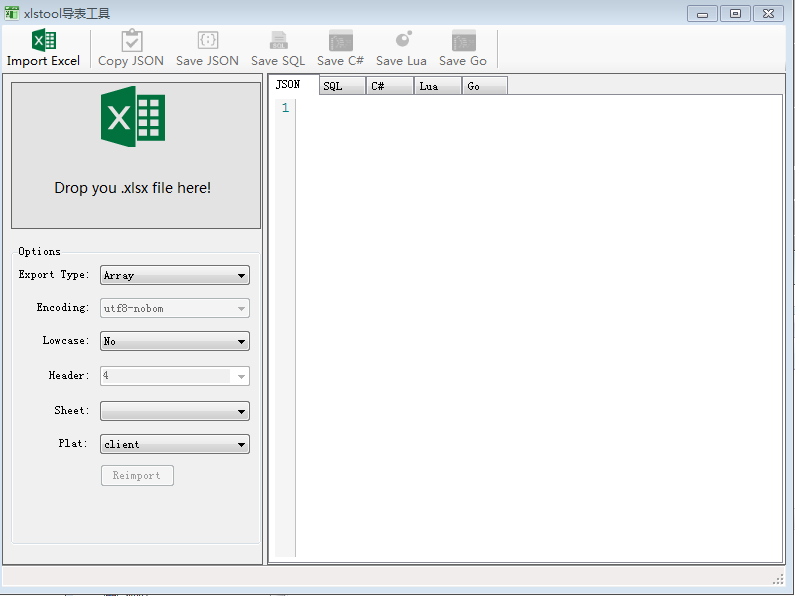 xlstool导表工具
Import Excel Copy JSON Save JSON Save SQL Save C# Save Lua Save Go
Drop you .xlsx file here!
Options
Export Type: Array
Encoding: utf8-nobom
Lowcase: No
Header: 4
Sheet:
Plat: client
Reimport
JSON SQL C# Lua Go
1